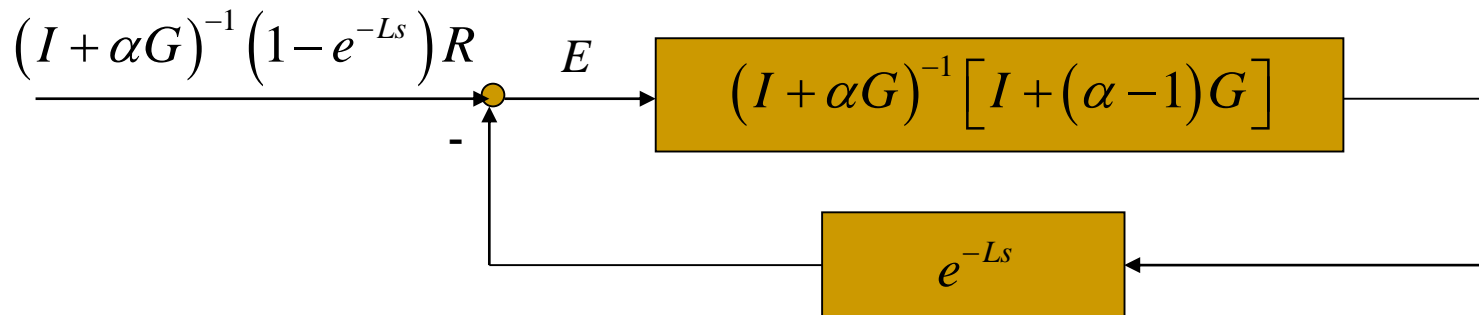 (I + αG)⁻¹ (1 − e⁻ᴸˢ) R
E
(I + αG)⁻¹ [I + (α − 1)G]
-
e⁻ᴸˢ